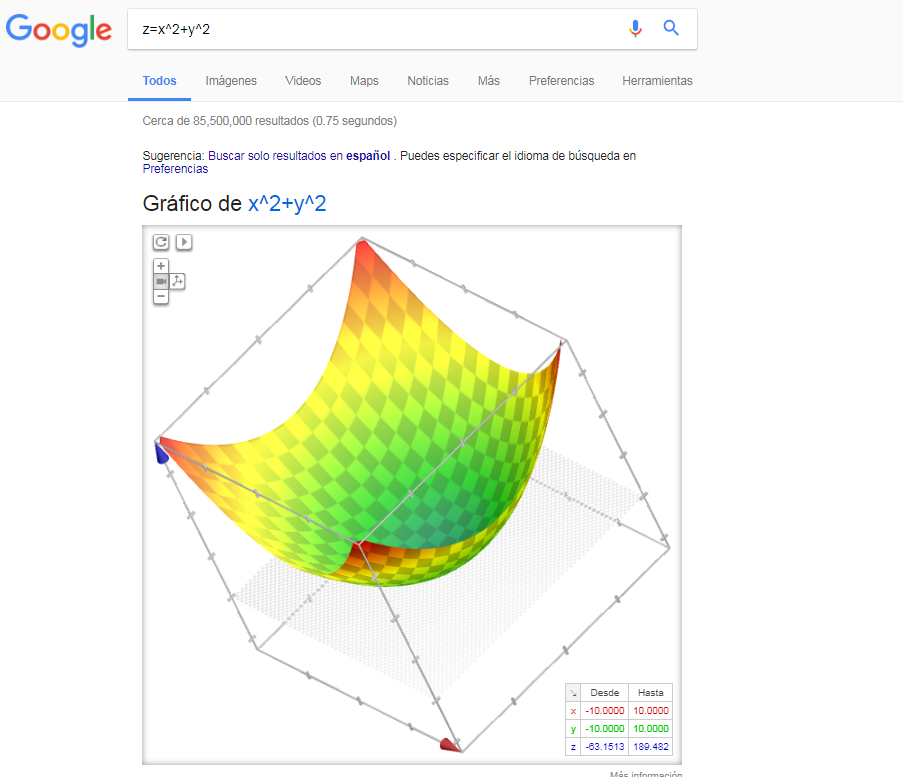 Google
z=x^2+y^2
Todos Imágenes Videos Maps Noticias Más Preferencias Herramientas
Cerca de 85,500,000 resultados (0.75 segundos)
Sugerencia: Buscar solo resultados en español . Puedes especificar el idioma de búsqueda en
Preferencias
Gráfico de x^2+y^2
Desde Hasta
x -10.0000 10.0000
y -10.0000 10.0000
z -63.1513 189.482
Más información